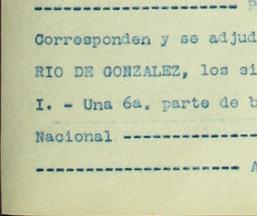 -------------------- P
Corresponden y se adjud
RIO DE GONZALEZ, los si
I. - Una 6a. parte de b
Nacional -------------
-------------------- A